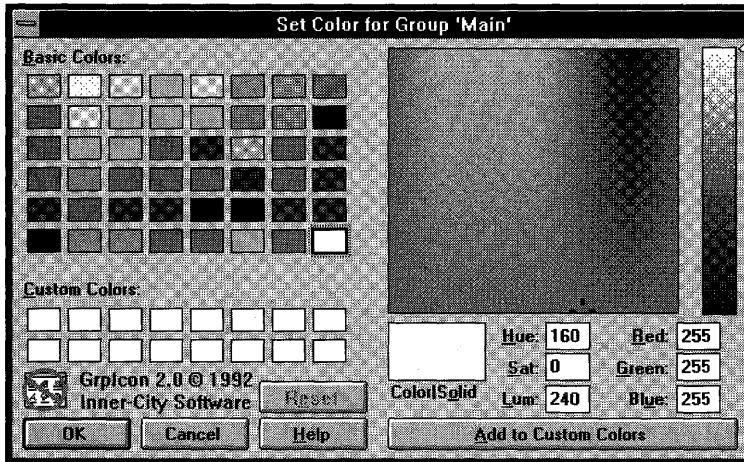 Set Color for Group 'Main'
Basic Colors:
Custom Colors:
GrpIcon 2.0 © 1992
Inner-City Software
Reset
OK
Cancel
Help
Color|Solid
Hue: 160
Sat: 0
Lum: 240
Red: 255
Green: 255
Blue: 255
Add to Custom Colors